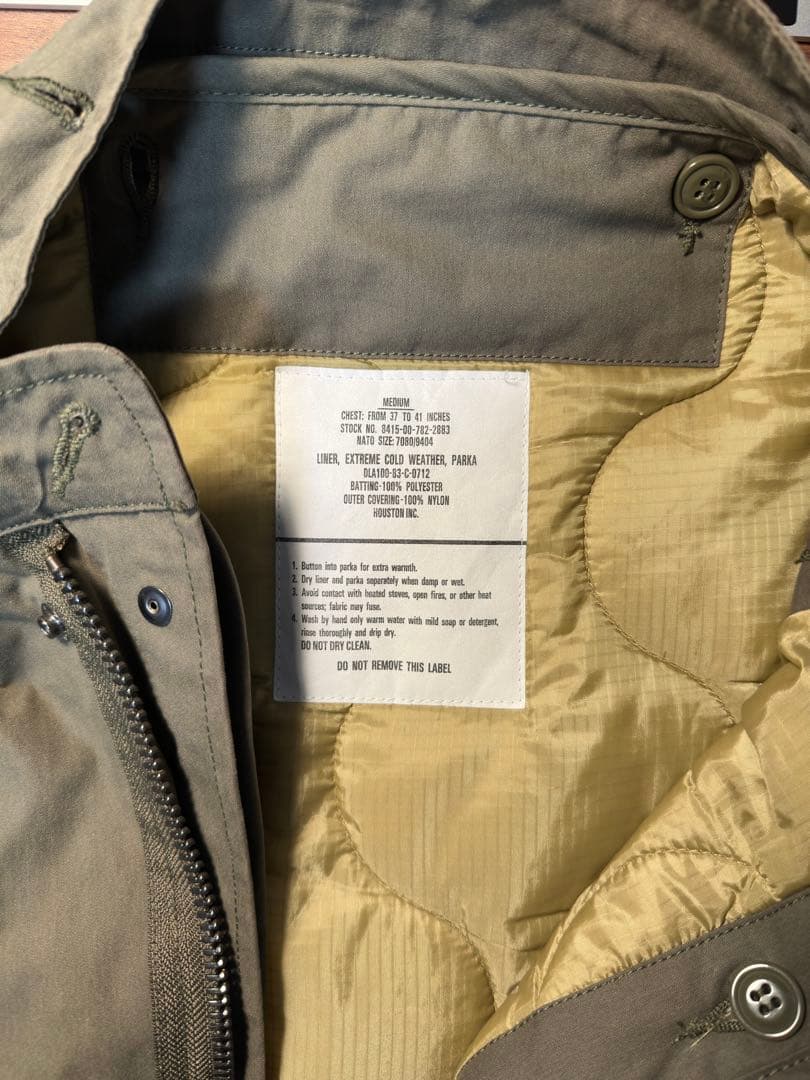 MEDIUM
CHEST: FROM 37 TO 41 INCHES
STOCK NO. 8415-00-782-2883
NATO SIZE: 7080/9404
LINER, EXTREME COLD WEATHER, PARKA
DLA100-83-C-0712
BATTING-100% POLYESTER
OUTER COVERING-100% NYLON
HOUSTON INC.
1. Button into parka for extra warmth.
2. Dry liner and parka separately when damp or wet.
3. Avoid contact with heated stoves, open fires, or other heat
sources; fabric may fuse.
4. Wash by hand only warm water with mild soap or detergent,
rinse thoroughly and drip dry.
DO NOT DRY CLEAN.
DO NOT REMOVE THIS LABEL